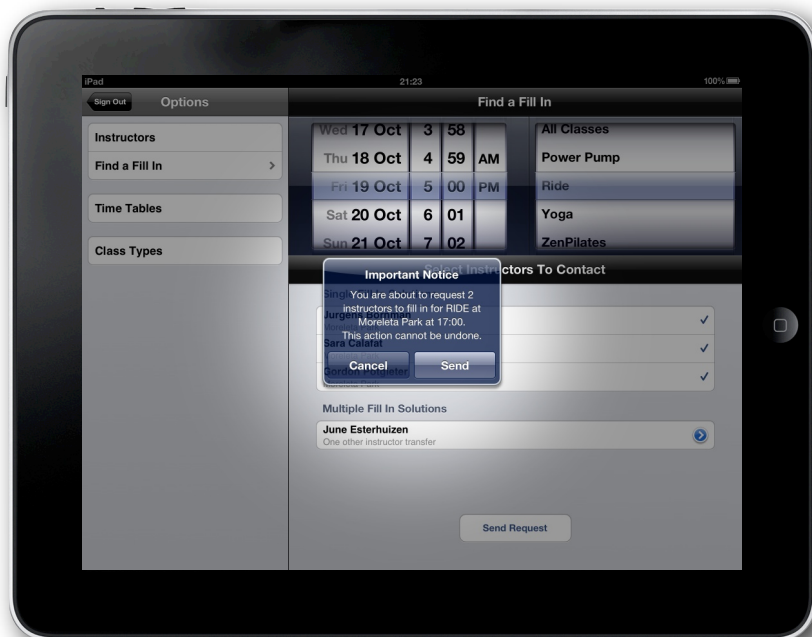 iPad 21:23 100%
Sign Out Options Find a Fill In
Instructors
Find a Fill In
Time Tables
Class Types
Wed 17 Oct 3 58
Thu 18 Oct 4 59 AM
Fri 19 Oct 5 00 PM
Sat 20 Oct 6 01
Sun 21 Oct 7 02
All Classes
Power Pump
Ride
Yoga
ZenPilates
Select Instructors To Contact
Important Notice
You are about to request 2
instructors to fill in for RIDE at
Moreleta Park at 17:00.
This action cannot be undone.
Cancel Send
Sara Calafat
Multiple Fill In Solutions
June Esterhuizen
One other instructor transfer
Send Request